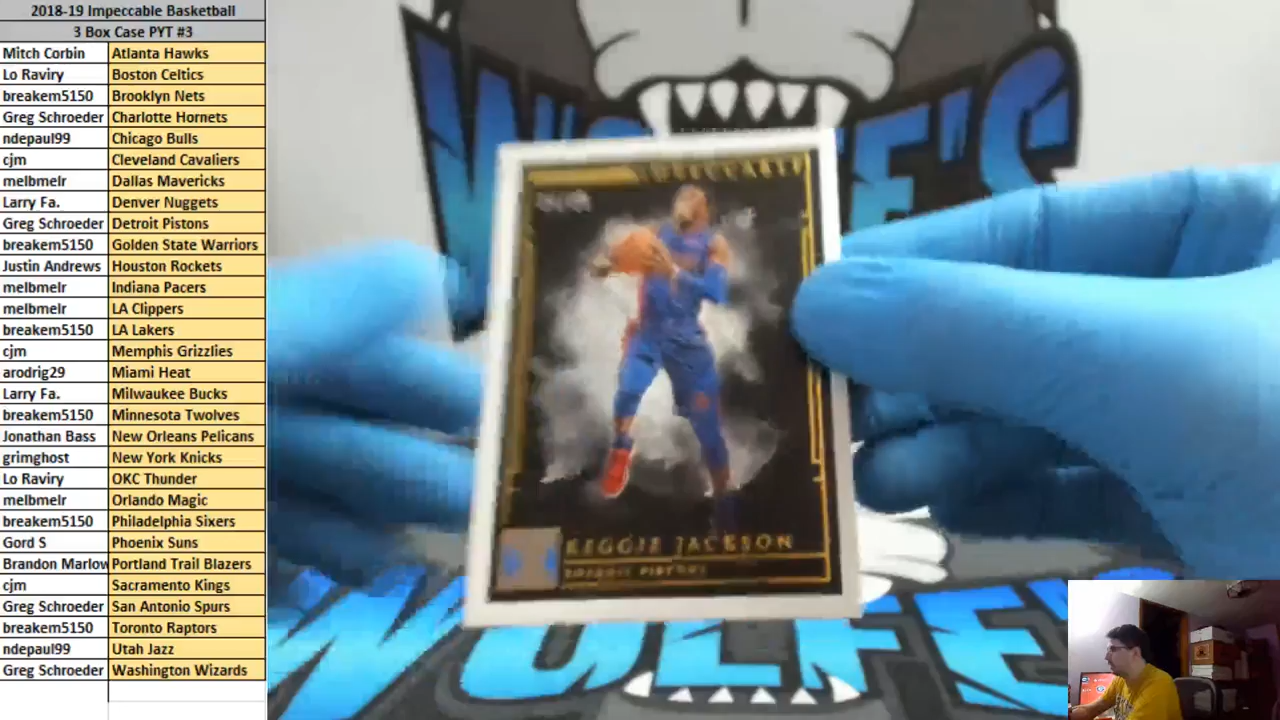 2018-19 Impeccable Basketball
3 Box Case PYT #3
Mitch Corbin Atlanta Hawks
Lo Raviry Boston Celtics
breakem5150 Brooklyn Nets
Greg Schroeder Charlotte Hornets
ndepaul99 Chicago Bulls
cjm Cleveland Cavaliers
melbmelr Dallas Mavericks
Larry Fa. Denver Nuggets
Greg Schroeder Detroit Pistons
breakem5150 Golden State Warriors
Justin Andrews Houston Rockets
melbmelr Indiana Pacers
melbmelr LA Clippers
breakem5150 LA Lakers
cjm Memphis Grizzlies
arodrig29 Miami Heat
Larry Fa. Milwaukee Bucks
breakem5150 Minnesota Twolves
Jonathan Bass New Orleans Pelicans
grimghost New York Knicks
Lo Raviry OKC Thunder
melbmelr Orlando Magic
breakem5150 Philadelphia Sixers
Gord S Phoenix Suns
Brandon Marlow Portland Trail Blazers
cjm Sacramento Kings
Greg Schroeder San Antonio Spurs
breakem5150 Toronto Raptors
ndepaul99 Utah Jazz
Greg Schroeder Washington Wizards
IMPECCABLE
REGGIE JACKSON
DETROIT PISTONS